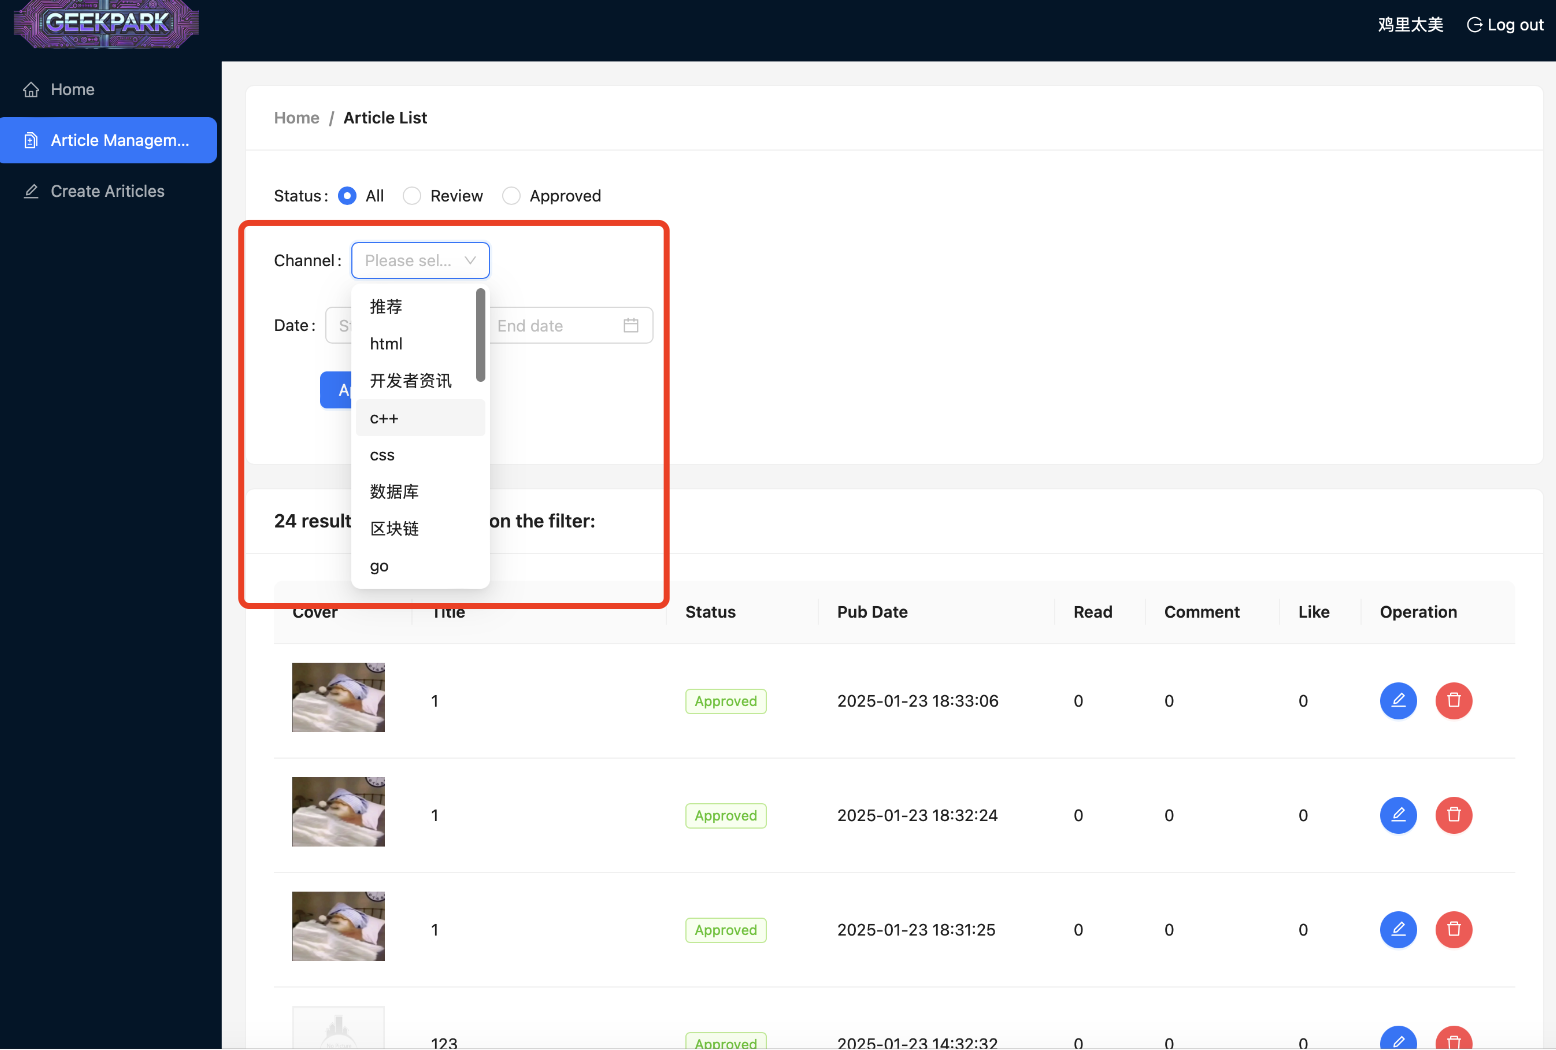 GEEKPARK
鸡里太美 Log out
Home
Article Managem...
Create Ariticles
Home / Article List
Status: All Review Approved
Channel: Please sel...
推荐
html
开发者资讯
c++
css
数据库
区块链
go
Date: End date
24 result on the filter:
Cover Title Status Pub Date Read Comment Like Operation
1 Approved 2025-01-23 18:33:06 0 0 0
1 Approved 2025-01-23 18:32:24 0 0 0
1 Approved 2025-01-23 18:31:25 0 0 0
123 Approved 2025-01-23 14:32:32 0 0 0